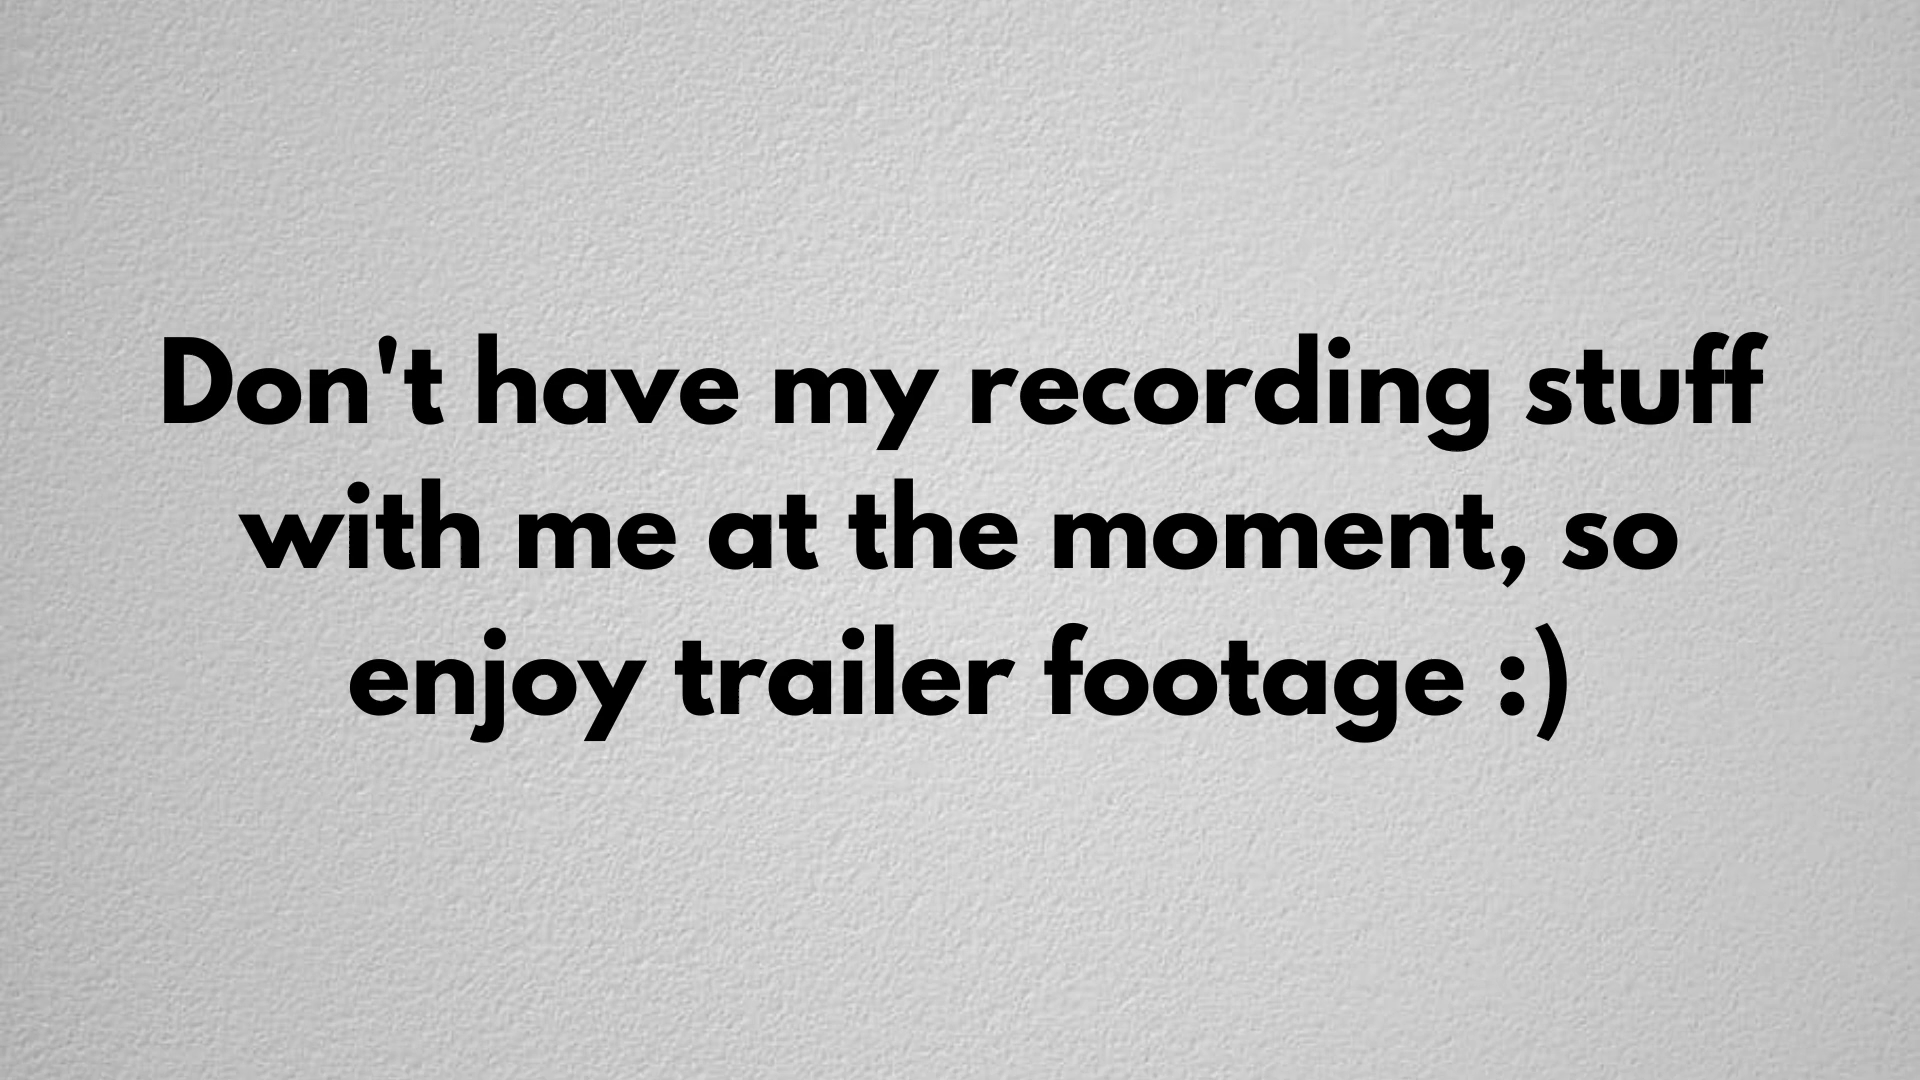 Don't have my recording stuff
with me at the moment, so
enjoy trailer footage :)